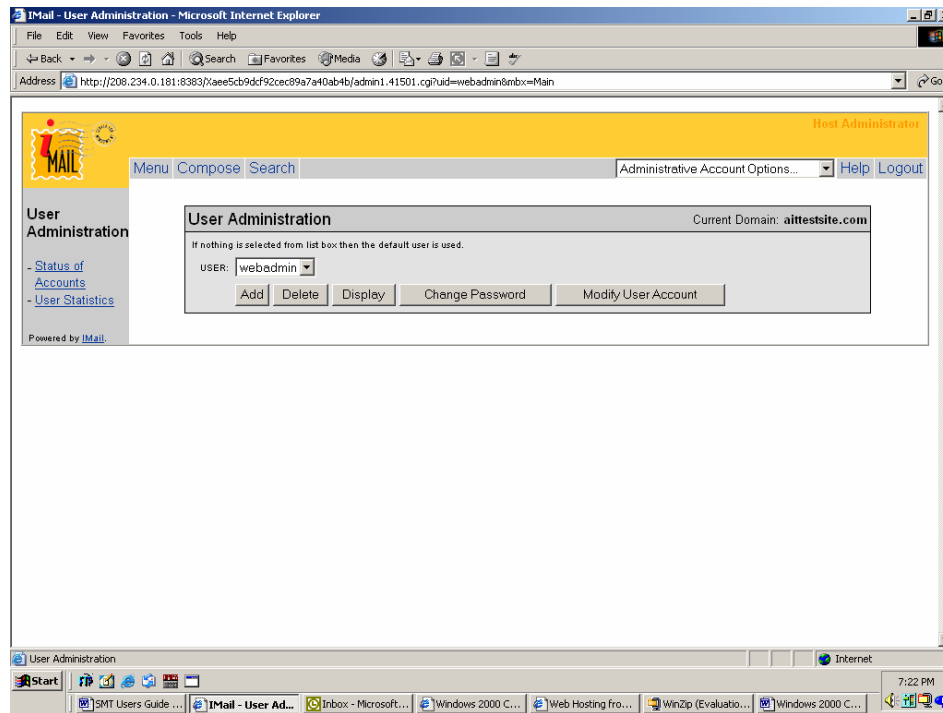 IMail - User Administration - Microsoft Internet Explorer
File Edit View Favorites Tools Help
Back Search Favorites Media
Address http://208.234.0.181:8383/Xaee5cb9dcf92cec89a7a40ab4b/admin1.41501.cgi?uid=webadmin&mbx=Main Go
Host Administrator
iMAIL
Menu Compose Search Administrative Account Options... Help Logout
User
Administration
- Status of
Accounts
- User Statistics
Powered by IMail.
User Administration Current Domain: aittestsite.com
If nothing is selected from list box then the default user is used.
USER: webadmin
Add Delete Display Change Password Modify User Account
User Administration Internet
Start 7:22 PM
SMT Users Guide ... IMail - User Ad... Inbox - Microsoft... Windows 2000 C... Web Hosting fro... WinZip (Evaluatio... Windows 2000 C...